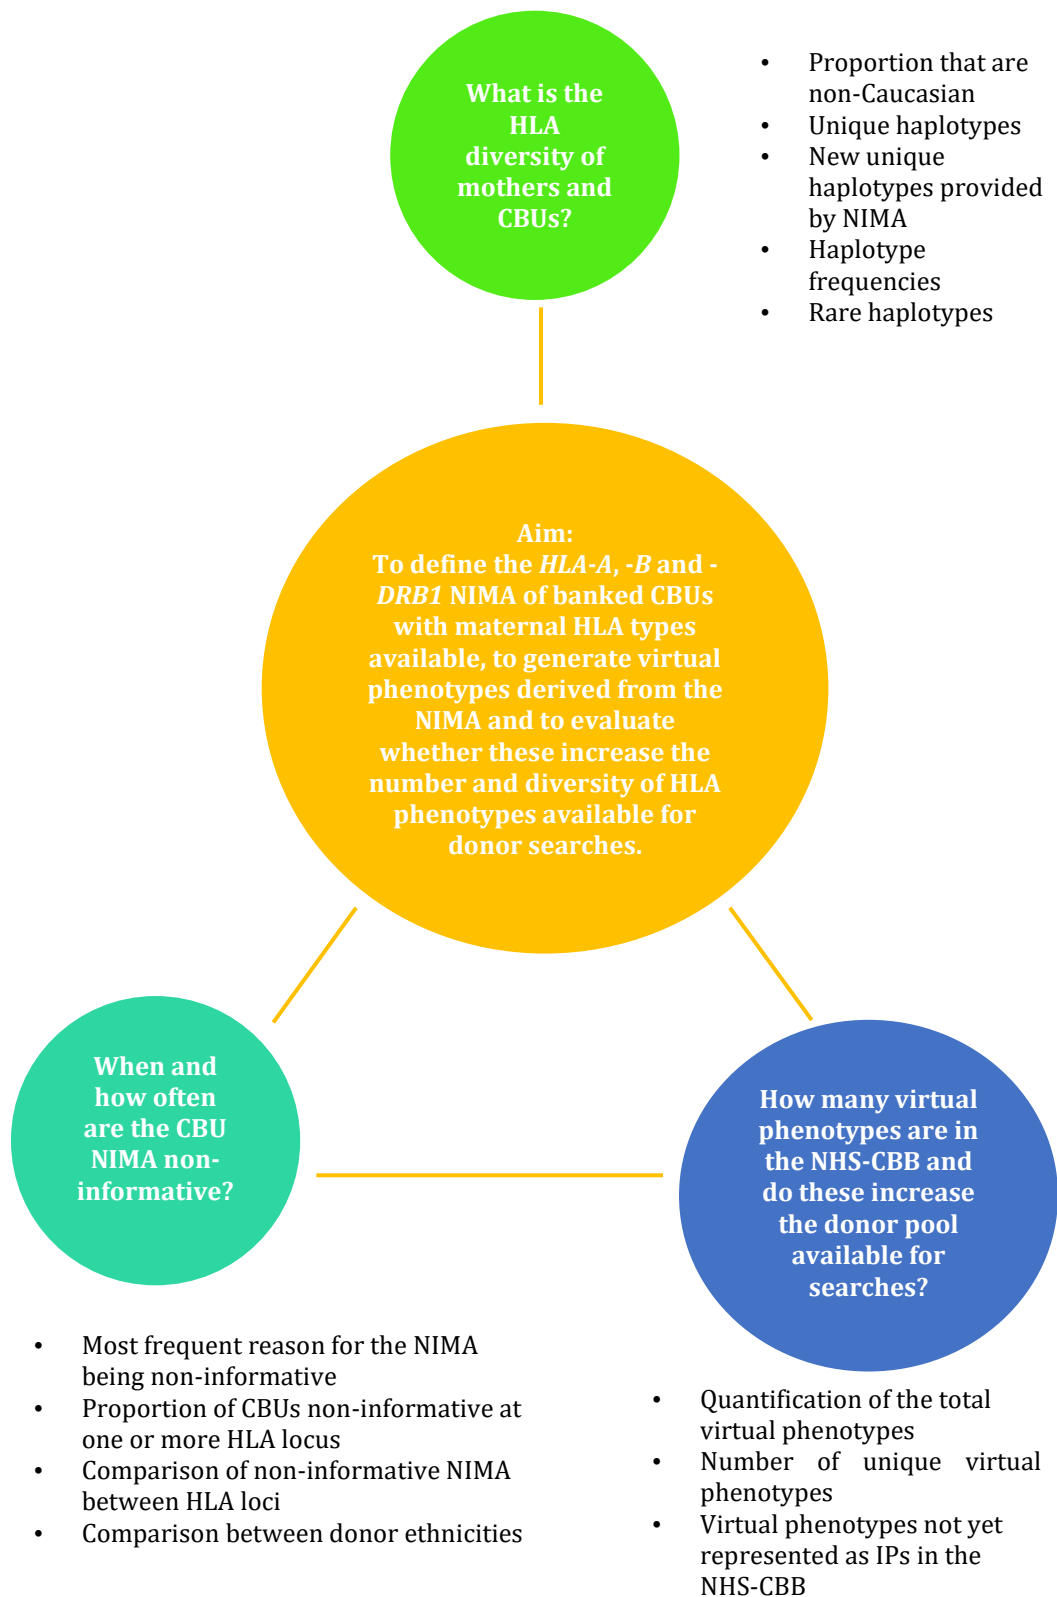 What is the
HLA
diversity of
mothers and
CBUs?
• Proportion that are
non-Caucasian
• Unique haplotypes
• New unique
haplotypes provided
by NIMA
• Haplotype
frequencies
• Rare haplotypes
Aim:
To define the HLA-A, -B and -
DRB1 NIMA of banked CBUs
with maternal HLA types
available, to generate virtual
phenotypes derived from the
NIMA and to evaluate
whether these increase the
number and diversity of HLA
phenotypes available for
donor searches.
When and
how often
are the CBU
NIMA non-
informative?
• Most frequent reason for the NIMA
being non-informative
• Proportion of CBUs non-informative at
one or more HLA locus
• Comparison of non-informative NIMA
between HLA loci
• Comparison between donor ethnicities
How many virtual
phenotypes are in
the NHS-CBB and
do these increase
the donor pool
available for
searches?
• Quantification of the total
virtual phenotypes
• Number of unique virtual
phenotypes
• Virtual phenotypes not yet
represented as IPs in the
NHS-CBB